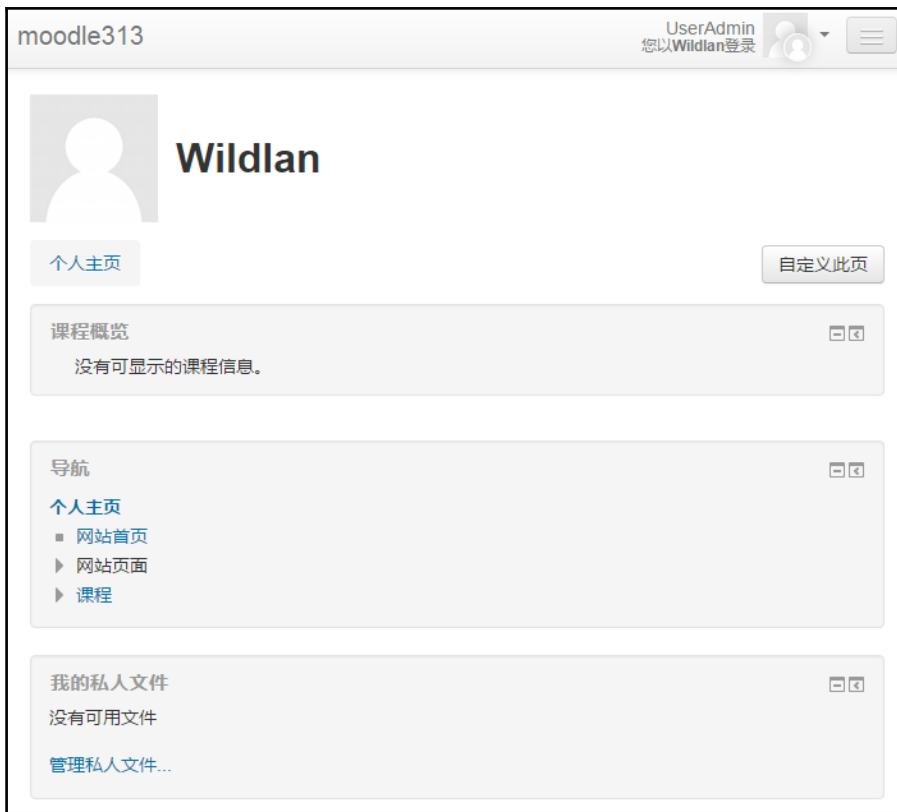 moodle313
UserAdmin
您以Wildlan登录
Wildlan
个人主页
自定义此页
课程概览
没有可显示的课程信息。
导航
个人主页
网站首页
网站页面
课程
我的私人文件
没有可用文件
管理私人文件...